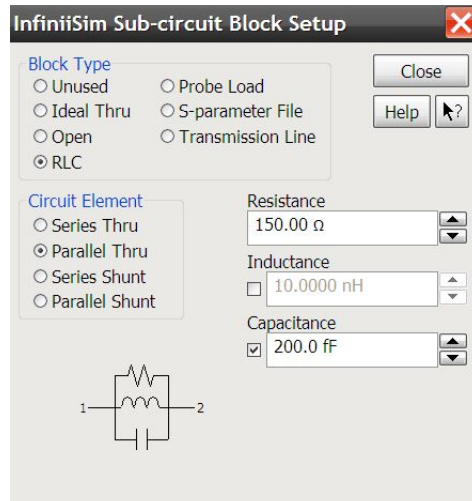 InfiniiSim Sub-circuit Block Setup
Block Type
Unused
Probe Load
Ideal Thru
S-parameter File
Open
Transmission Line
RLC
Close
Help
?
Circuit Element
Series Thru
Parallel Thru
Series Shunt
Parallel Shunt
Resistance
150.00 Ω
Inductance
10.0000 nH
Capacitance
200.0 fF
1
2